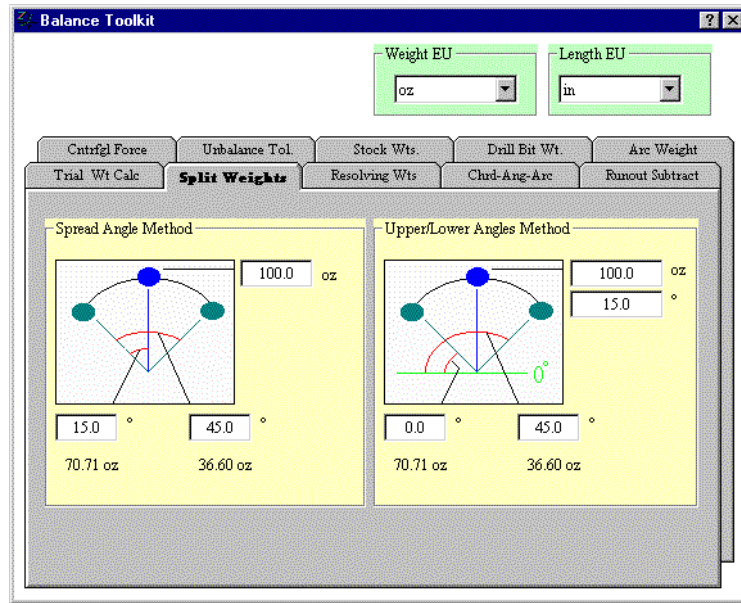 Balance Toolkit
Weight EU
Length EU
oz
in
Cntrfgl Force
Unbalance Tol.
Stock Wts.
Drill Bit Wt.
Arc Weight
Trial Wt Calc
Split Weights
Resolving Wts
Chrd-Ang-Arc
Runout Subtract
Spread Angle Method
100.0 oz
15.0 °
45.0 °
70.71 oz
36.60 oz
Upper/Lower Angles Method
100.0 oz
15.0 °
0°
0.0 °
45.0 °
70.71 oz
36.60 oz